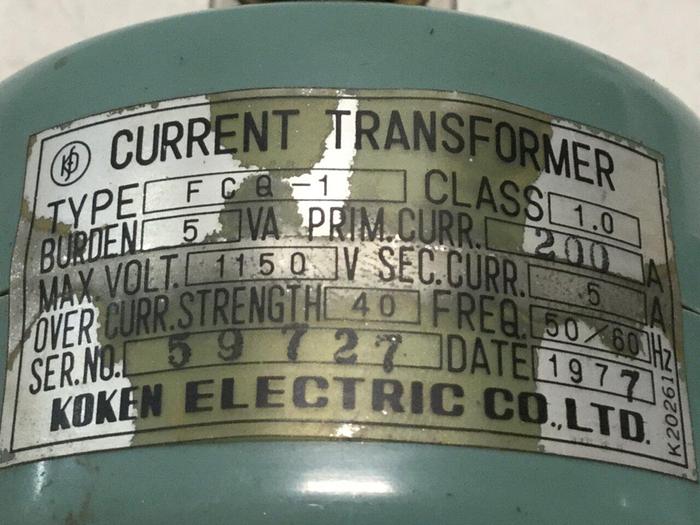 CURRENT TRANSFORMER
TYPE FCQ-1 CLASS 1.0
BURDEN 5 VA PRIM.CURR. 200 A
MAX VOLT. 1150 V SEC.CURR. 5 A
OVER CURR.STRENGTH 40 FREQ. 50/60 Hz
SER.NO. 59727 DATE 1977
KOKEN ELECTRIC CO.,LTD.
K20261